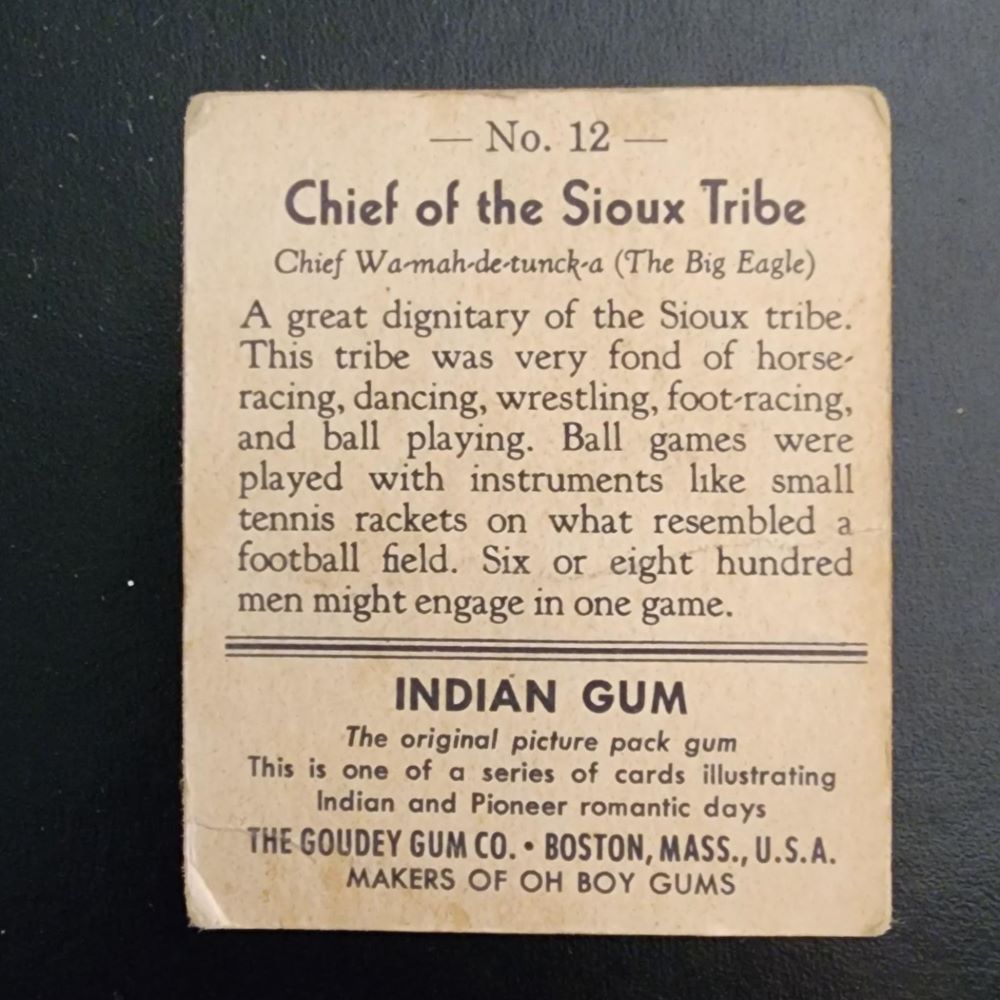 — No. 12 —
Chief of the Sioux Tribe
Chief Wa-mah-de-tunck-a (The Big Eagle)
A great dignitary of the Sioux tribe.
This tribe was very fond of horse-
racing, dancing, wrestling, foot-racing,
and ball playing. Ball games were
played with instruments like small
tennis rackets on what resembled a
football field. Six or eight hundred
men might engage in one game.
INDIAN GUM
The original picture pack gum
This is one of a series of cards illustrating
Indian and Pioneer romantic days
THE GOUDEY GUM CO. • BOSTON, MASS., U.S.A.
MAKERS OF OH BOY GUMS